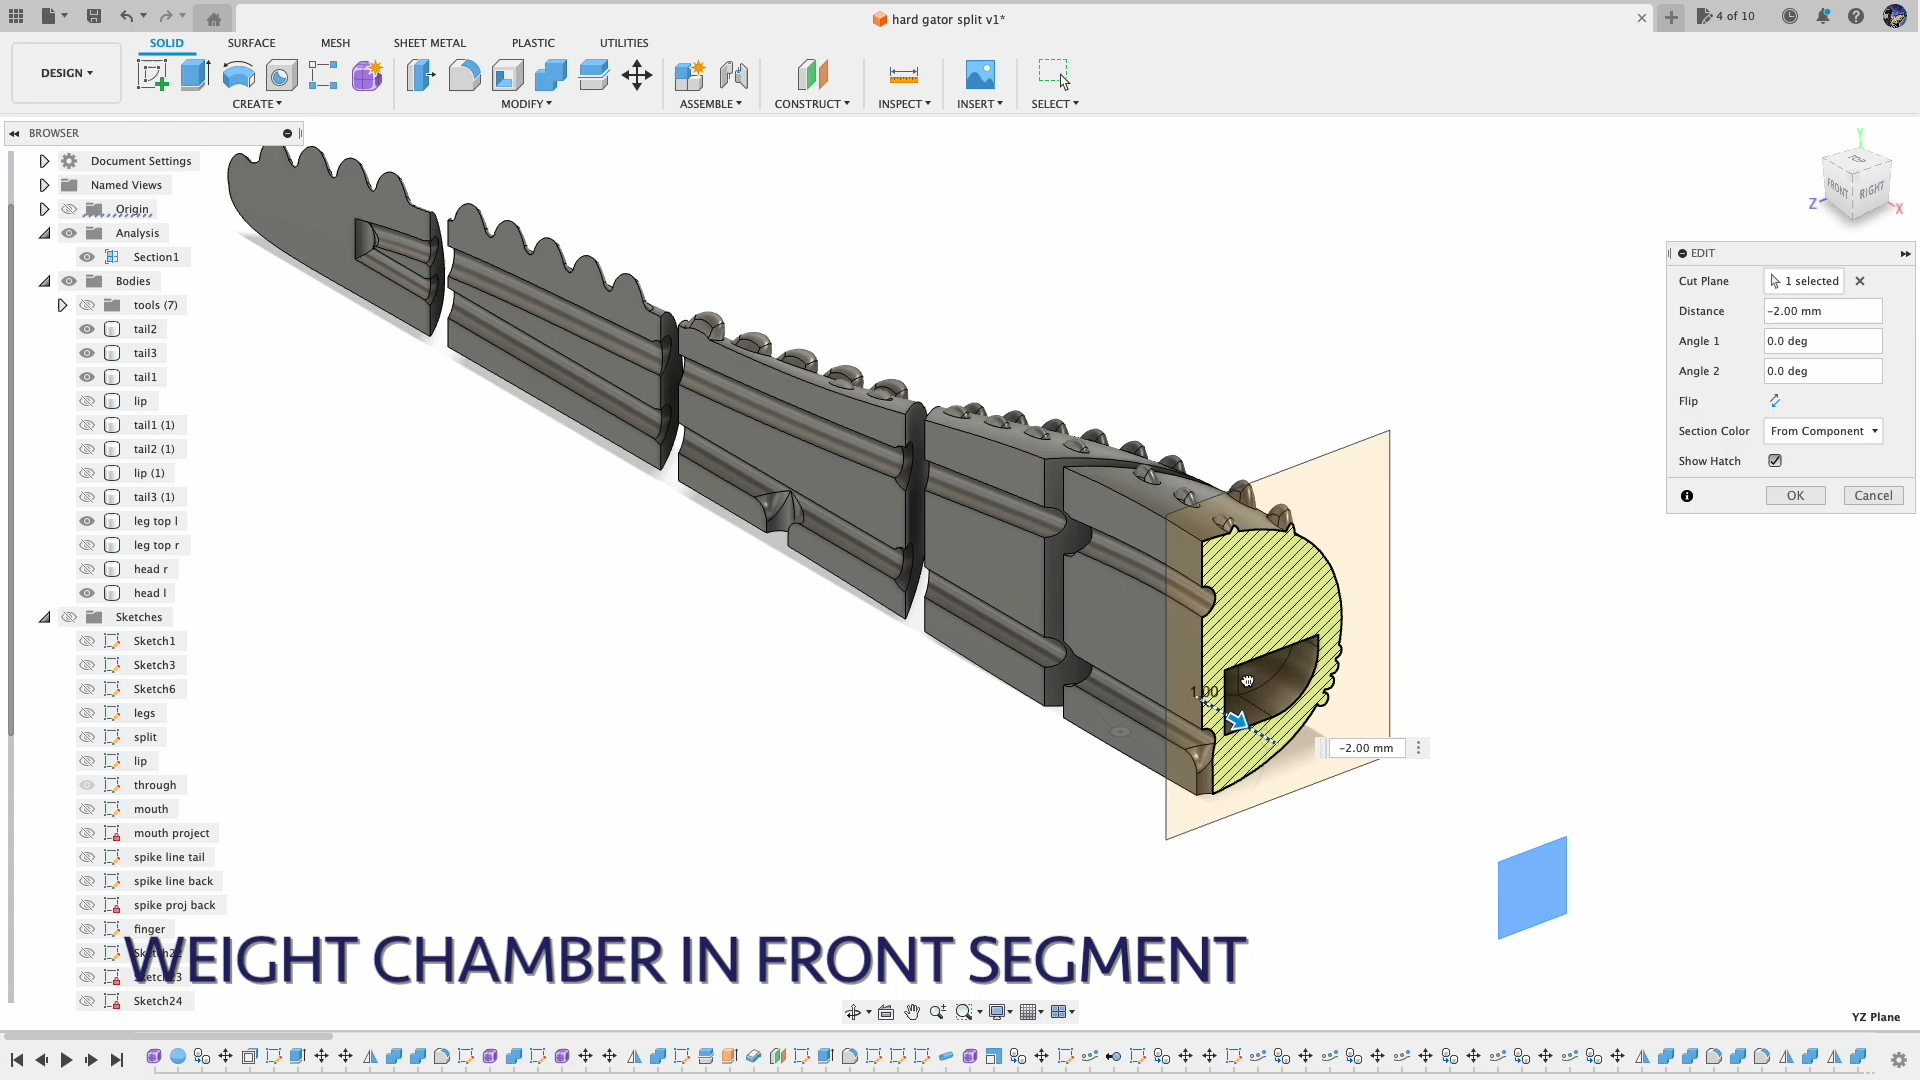 hard gator split v1*
4 of 10
SOLID SURFACE MESH SHEET METAL PLASTIC UTILITIES
DESIGN
CREATE MODIFY ASSEMBLE CONSTRUCT INSPECT INSERT SELECT
BROWSER
Document Settings
Named Views
Origin
Analysis
Section1
Bodies
tools (7)
tail2
tail3
tail1
lip
tail1 (1)
tail2 (1)
lip (1)
tail3 (1)
leg top l
leg top r
head r
head l
Sketches
Sketch1
Sketch3
Sketch6
legs
split
lip
through
mouth
mouth project
spike line tail
spike line back
spike proj back
finger
Sketch23
Sketch24
Y
TOP
FRONT RIGHT
Z X
EDIT
Cut Plane 1 selected
Distance -2.00 mm
Angle 1 0.0 deg
Angle 2 0.0 deg
Flip
Section Color From Component
Show Hatch
OK Cancel
1.00
-2.00 mm
WEIGHT CHAMBER IN FRONT SEGMENT
YZ Plane